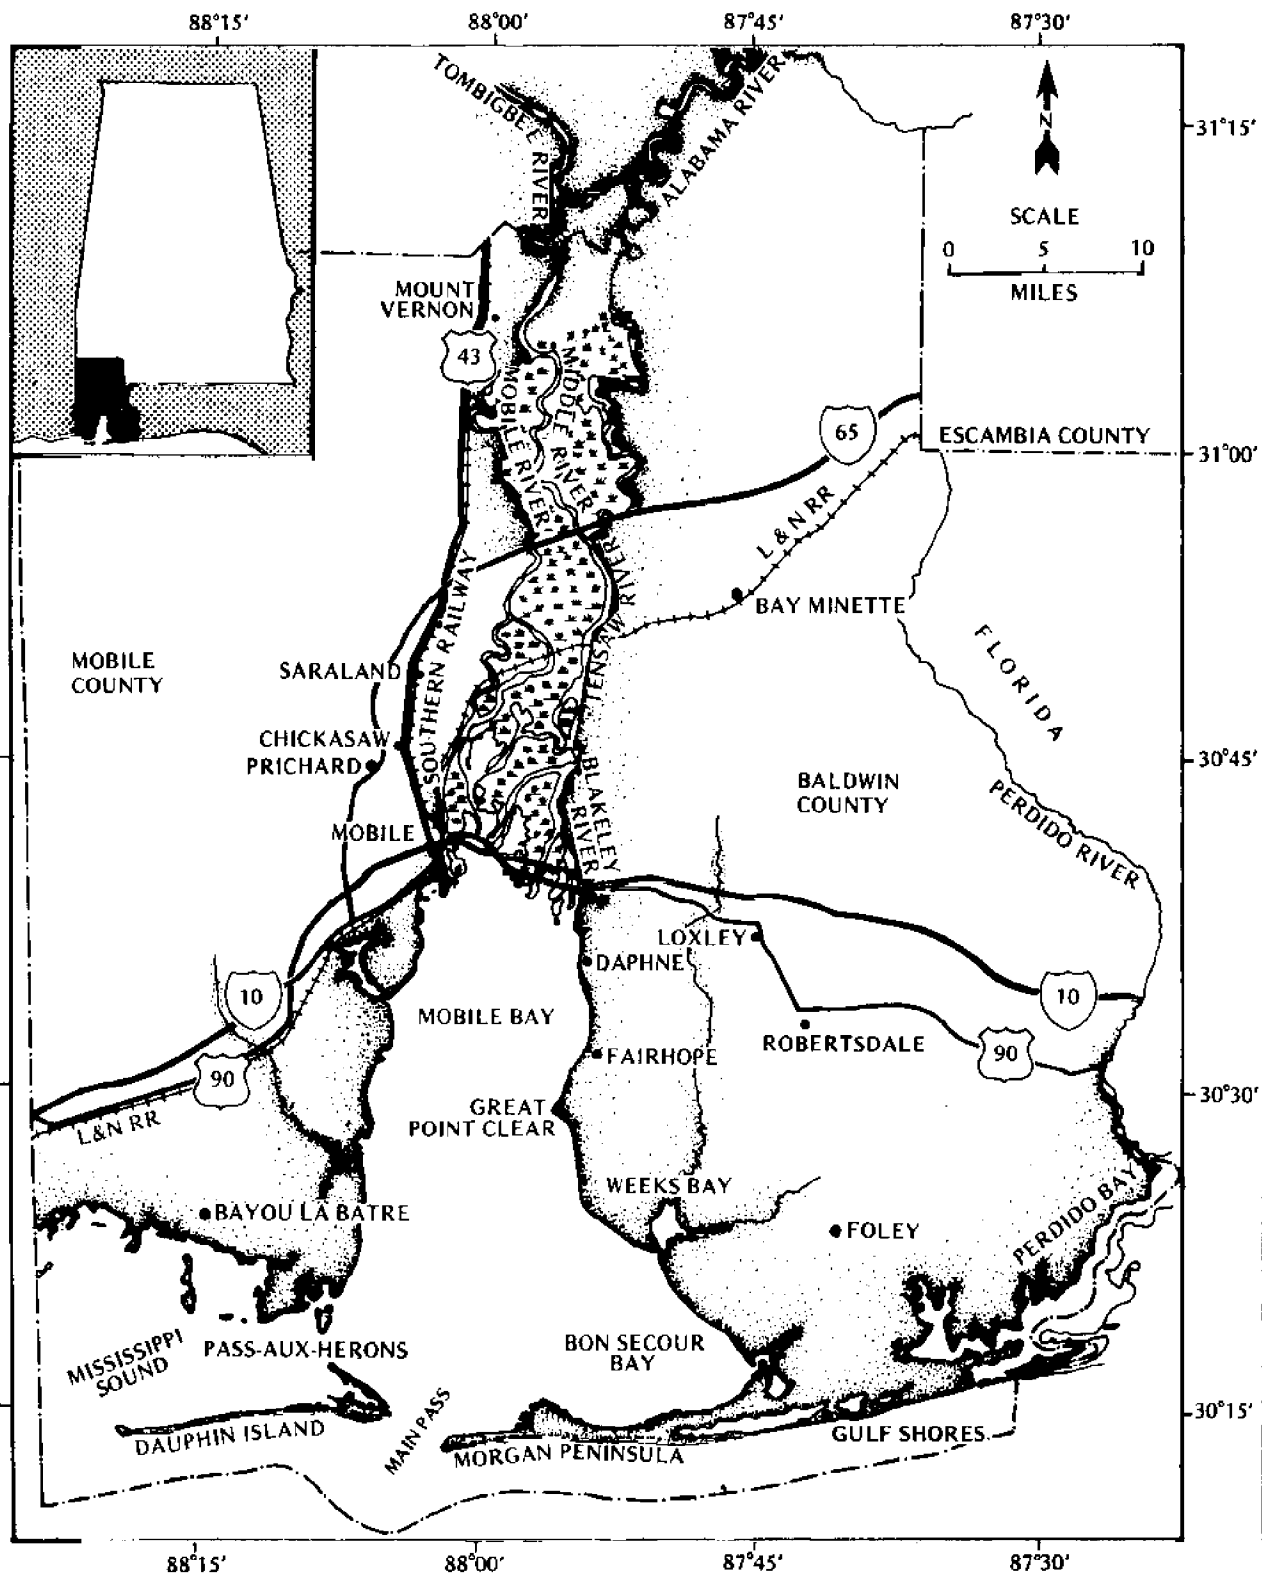 88°15'
88°00'
87°45'
87°30'
TOMBIGBEE RIVER
ALABAMA RIVER
N
31°15'
SCALE
0 5 10
MILES
MOUNT
VERNON
43
MOBILE RIVER
MIDDLE RIVER
65
ESCAMBIA COUNTY
31°00'
L & N RR
TENSAW RIVER
BAY MINETTE
SOUTHERN RAILWAY
FLORIDA
MOBILE
COUNTY
SARALAND
CHICKASAW
PRICHARD
30°45'
BLAKELEY
RIVER
BALDWIN
COUNTY
PERDIDO RIVER
MOBILE
LOXLEY
DAPHNE
10
10
MOBILE BAY
ROBERTSDALE
FAIRHOPE
90
90
30°30'
GREAT
POINT CLEAR
L&N RR
WEEKS BAY
PERDIDO BAY
BAYOU LA BATRE
FOLEY
MISSISSIPPI
SOUND
PASS-AUX-HERONS
BON SECOUR
BAY
30°15'
DAUPHIN ISLAND
MAIN PASS
MORGAN PENINSULA
GULF SHORES
88°15'
88°00'
87°45'
87°30'